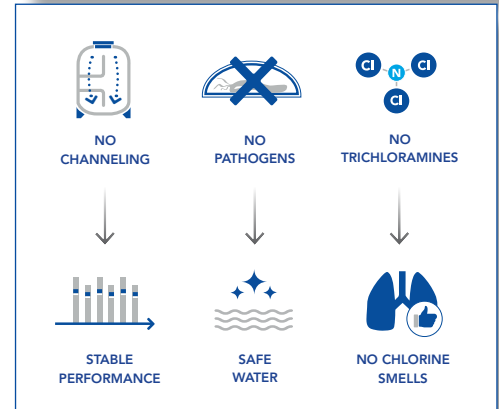 Cl
N
Cl
Cl
NO
CHANNELING
NO
PATHOGENS
NO
TRICHLORAMINES
STABLE
PERFORMANCE
SAFE
WATER
NO CHLORINE
SMELLS